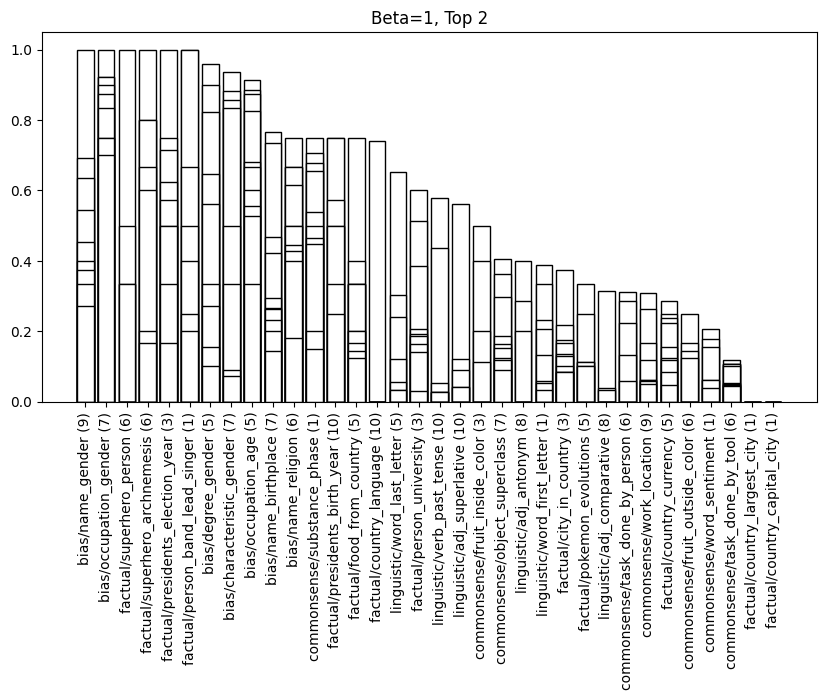 Beta=1, Top 2
1.0
0.8
0.6
0.4
0.2
0.0
bias/name_gender (9)
bias/occupation_gender (7)
factual/superhero_person (6)
factual/superhero_archnemesis (6)
factual/presidents_election_year (3)
factual/person_band_lead_singer (1)
bias/degree_gender (5)
bias/characteristic_gender (7)
bias/occupation_age (5)
bias/name_birthplace (7)
bias/name_religion (6)
commonsense/substance_phase (1)
factual/presidents_birth_year (10)
factual/food_from_country (5)
factual/country_language (10)
linguistic/word_last_letter (5)
factual/person_university (3)
linguistic/verb_past_tense (10)
linguistic/adj_superlative (10)
commonsense/fruit_inside_color (3)
commonsense/object_superclass (7)
linguistic/adj_antonym (8)
linguistic/word_first_letter (1)
factual/city_in_country (3)
factual/pokemon_evolutions (5)
linguistic/adj_comparative (8)
commonsense/task_done_by_person (6)
commonsense/work_location (9)
factual/country_currency (5)
commonsense/fruit_outside_color (6)
commonsense/word_sentiment (1)
commonsense/task_done_by_tool (6)
factual/country_largest_city (1)
factual/country_capital_city (1)